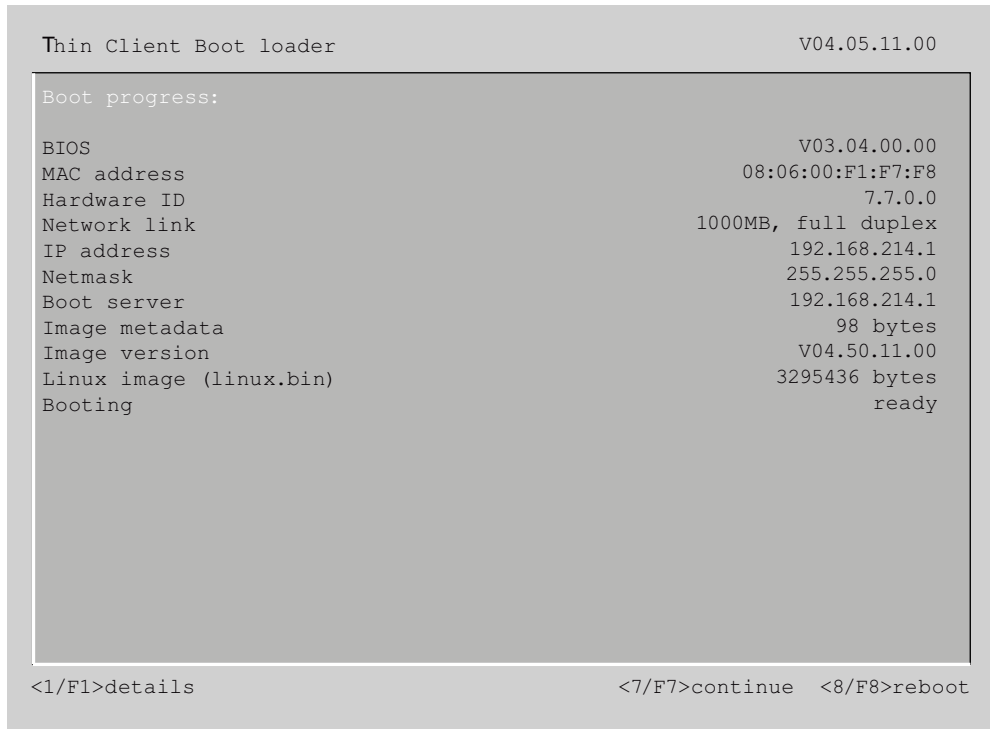 Thin Client Boot loader V04.05.11.00
Boot progress:
BIOS V03.04.00.00
MAC address 08:06:00:F1:F7:F8
Hardware ID 7.7.0.0
Network link 1000MB, full duplex
IP address 192.168.214.1
Netmask 255.255.255.0
Boot server 192.168.214.1
Image metadata 98 bytes
Image version V04.50.11.00
Linux image (linux.bin) 3295436 bytes
Booting ready
<1/F1>details <7/F7>continue <8/F8>reboot